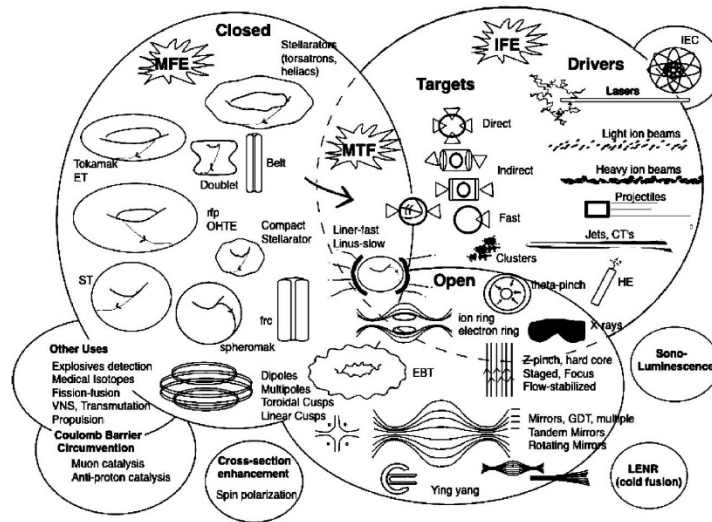 Closed
MFE
Stellarators
(torsatrons,
heliacs)
Tokamak
ET
Doublet
Belt
rfp
OHTE
Compact
Stellarator
ST
spheromak
frc
MTF
Liner-fast
Linus-slow
IFE
Targets
Drivers
IEC
Lasers
Direct
Light ion beams
Indirect
Heavy ion beams
Projectiles
Fast
Jets, CT's
Clusters
HE
Open
theta-pinch
ion ring
electron ring
X-rays
Z-pinch, hard core
Staged, Focus
Flow-stabilized
EBT
Dipoles
Multipoles
Toroidal Cusps
Linear Cusps
Mirrors, GDT, multiple
Tandem Mirrors
Rotating Mirrors
Ying yang
Other Uses
Explosives detection
Medical Isotopes
Fission-fusion
VNS, Transmutation
Propulsion
Coulomb Barrier
Circumvention
Muon catalysis
Anti-proton catalysis
Cross-section
enhancement
Spin polarization
Sono-
Luminescence
LENR
(cold fusion)